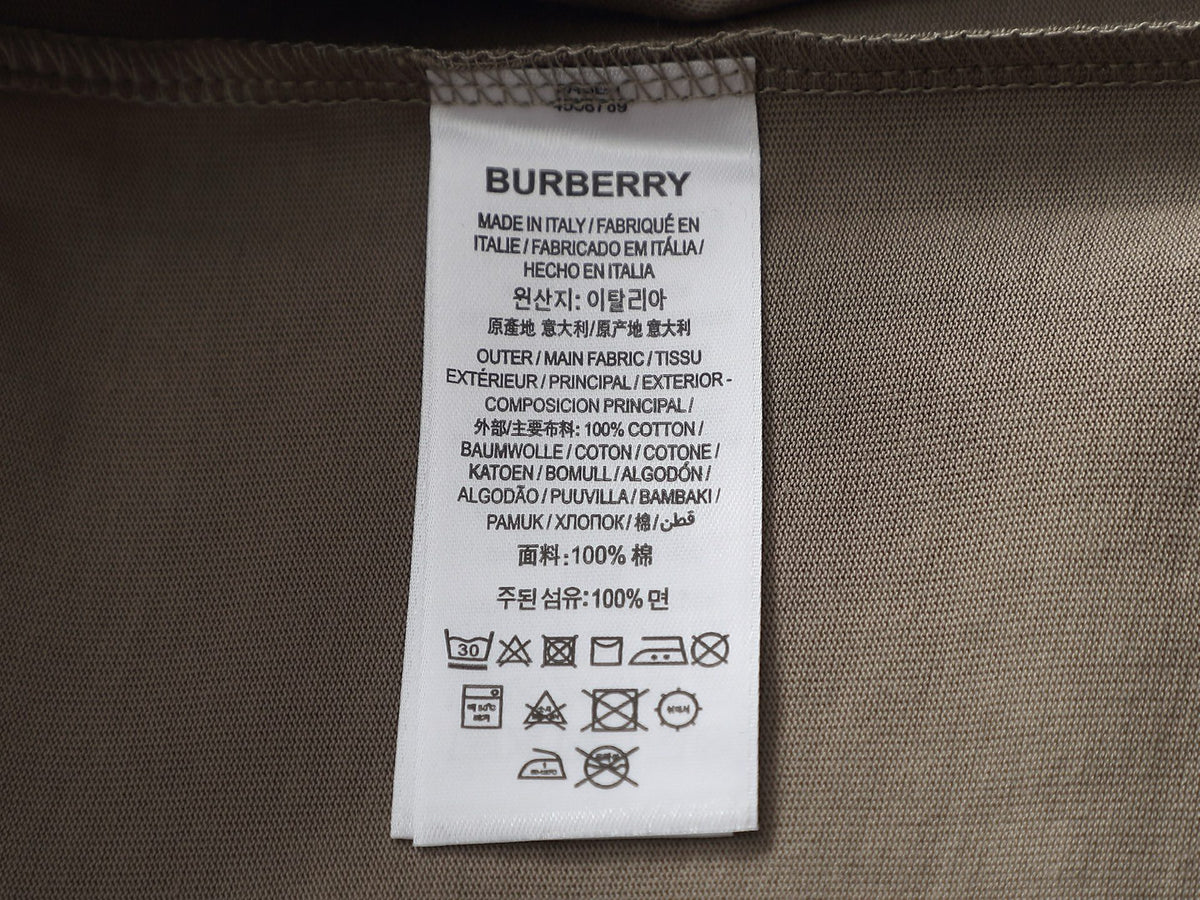 BURBERRY
MADE IN ITALY / FABRIQUÉ EN
ITALIE / FABRICADO EM ITÁLIA /
HECHO EN ITALIA
원산지: 이탈리아
原產地 意大利/原产地 意大利
OUTER / MAIN FABRIC / TISSU
EXTÉRIEUR / PRINCIPAL / EXTERIOR -
COMPOSICION PRINCIPAL /
外部/主要布料: 100% COTTON /
BAUMWOLLE / COTON / COTONE /
KATOEN / BOMULL / ALGODÓN /
ALGODÃO / PUUVILLA / BAMBAKI /
PAMUK / ХЛОПОК / 棉 / قطن
面料:100% 棉
주된 섬유:100% 면
30